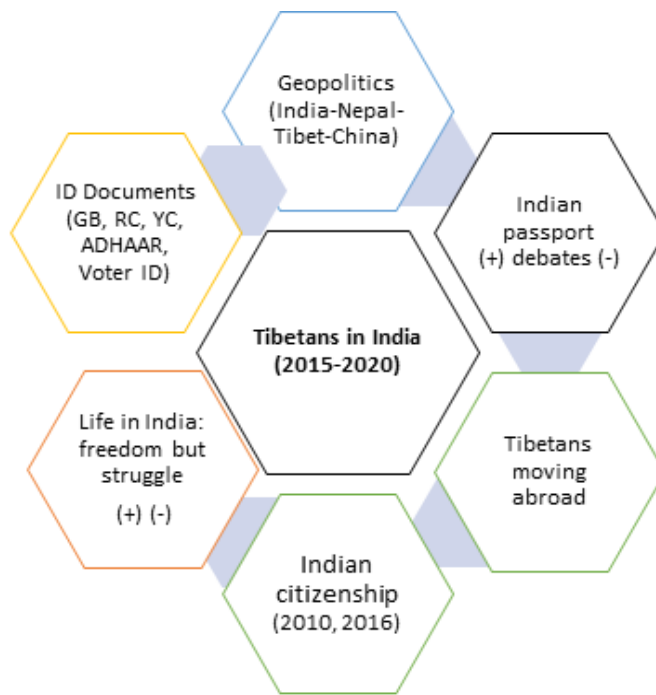 Geopolitics
(India-Nepal-
Tibet-China)
ID Documents
(GB, RC, YC,
ADHAAR,
Voter ID)
Indian
passport
(+) debates (-)
Tibetans in India
(2015-2020)
Life in India:
freedom but
struggle
(+) (-)
Tibetans
moving
abroad
Indian
citizenship
(2010, 2016)